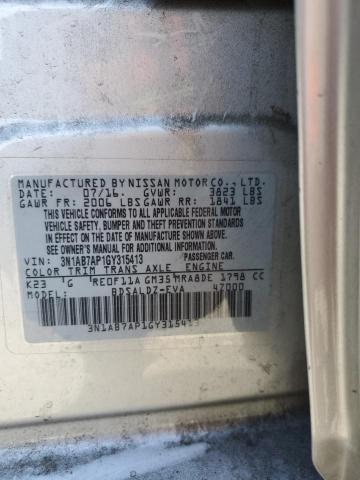 MANUFACTURED BY NISSAN MOTOR CO., LTD.
DATE: 07/16. GVWR: 3823 LBS
GAWR FR: 2006 LBS GAWR RR: 1841 LBS
THIS VEHICLE CONFORMS TO ALL APPLICABLE FEDERAL MOTOR
VEHICLE SAFETY, BUMPER AND THEFT PREVENTION
STANDARDS IN EFFECT ON THE DATE OF
MANUFACTURE SHOWN ABOVE.
SEE OWNER'S MANUAL FOR ADDITIONAL INFORMATION
VIN: 3N1AB7AP1GY315413 PASSENGER CAR.
COLOR TRIM TRANS AXLE ENGINE
K23 G RE0F11A GM35 MRA8DE 1798 CC
BDSALDZ-EVA 47000
3N1AB7AP1GY315413